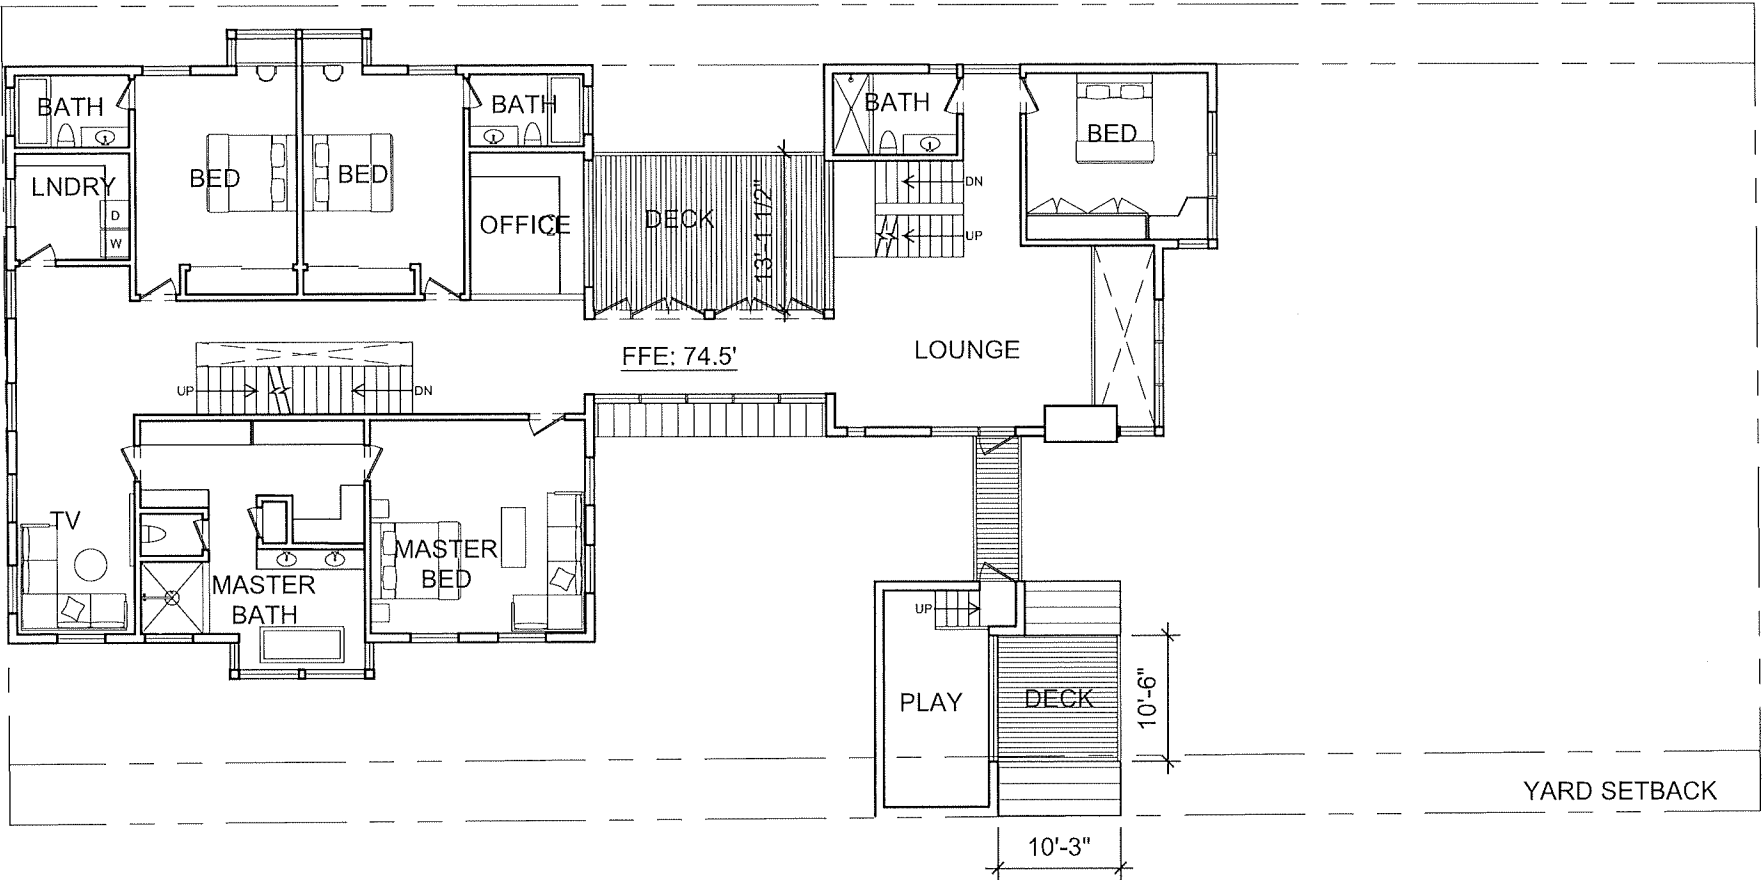 BATH
BED
BED
BATH
BATH
BED
LNDRY
D
W
OFFICE
DECK
13'-1 1/2"
DN
UP
FFE: 74.5'
LOUNGE
UP
DN
TV
MASTER
BED
MASTER
BATH
UP
PLAY
DECK
10'-6"
YARD SETBACK
10'-3"